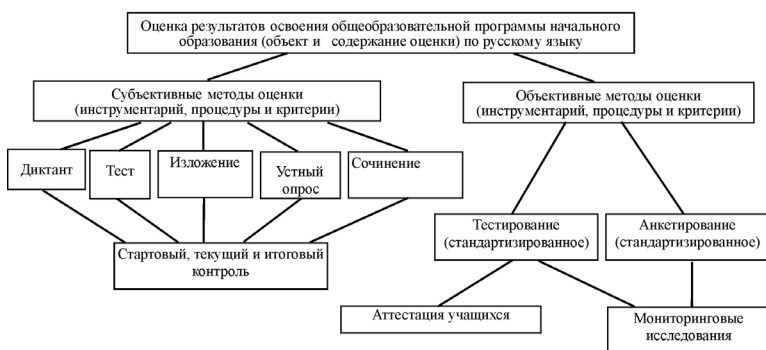 Оценка результатов освоения общеобразовательной программы начального
образования (объект и содержание оценки) по русскому языку
Субъективные методы оценки
(инструментарий, процедуры и критерии)
Объективные методы оценки
(инструментарий, процедуры и критерии)
Диктант
Тест
Изложение
Устный
опрос
Сочинение
Тестирование
(стандартизированное)
Анкетирование
(стандартизированное)
Стартовый, текущий и итоговый
контроль
Аттестация учащихся
Мониторинговые
исследования